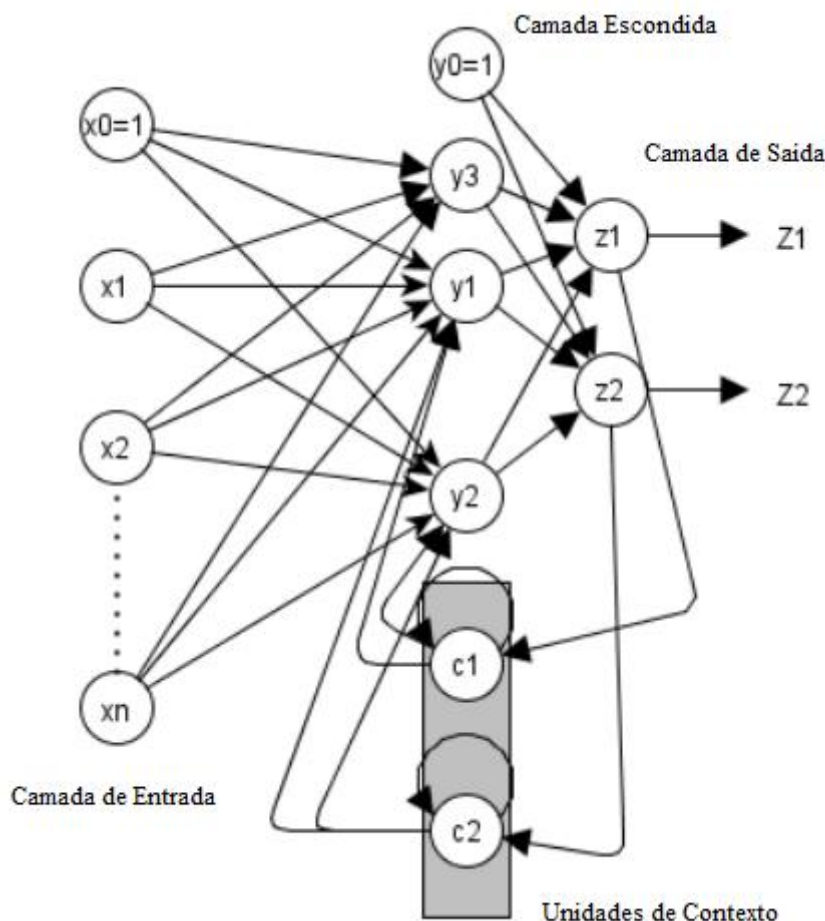 Camada Escondida
y0=1
x0=1
Camada de Saída
y3
z1
Z1
x1
y1
z2
Z2
x2
y2
c1
xn
Camada de Entrada
c2
Unidades de Contexto